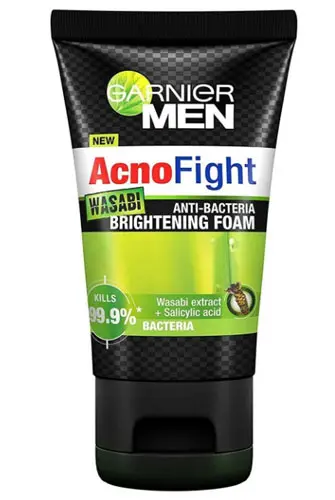 GARNIER
MEN
NEW
AcnoFight
WASABI
ANTI-BACTERIA
BRIGHTENING FOAM
KILLS
99.9%*
BACTERIA
Wasabi extract
+ Salicylic acid